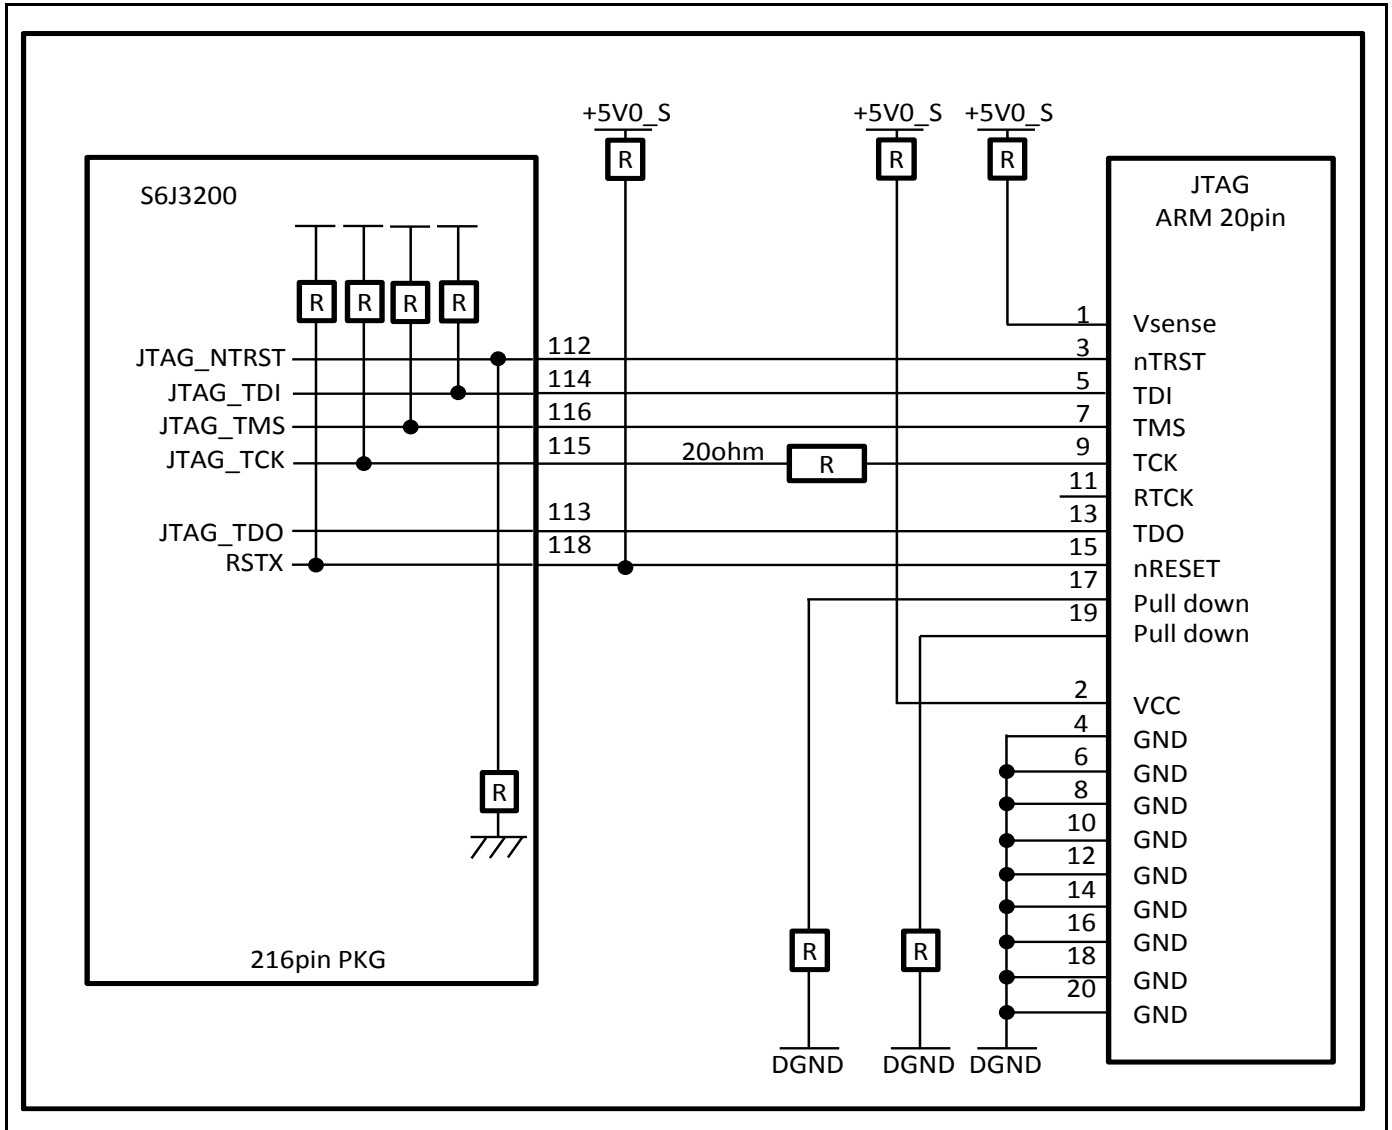 +5V0_S
+5V0_S
+5V0_S
R
R
R
S6J3200
JTAG
ARM 20pin
R
R
R
R
JTAG_NTRST
JTAG_TDI
JTAG_TMS
JTAG_TCK
JTAG_TDO
RSTX
112
114
116
115
113
118
20ohm
R
1
3
5
7
9
11
13
15
17
19
2
4
6
8
10
12
14
16
18
20
Vsense
nTRST
TDI
TMS
TCK
RTCK
TDO
nRESET
Pull down
Pull down
VCC
GND
GND
GND
GND
GND
GND
GND
GND
GND
R
R
R
216pin PKG
DGND
DGND
DGND